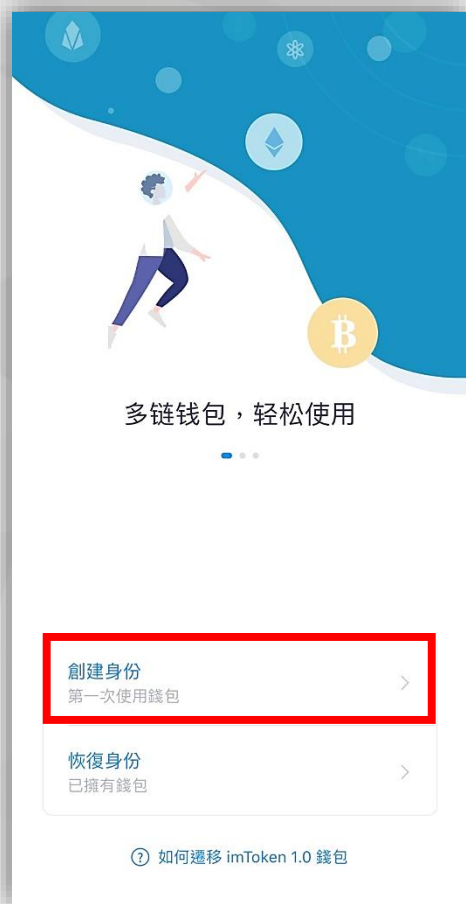 多链钱包，轻松使用
創建身份
第一次使用錢包
恢復身份
已擁有錢包
如何遷移 imToken 1.0 錢包